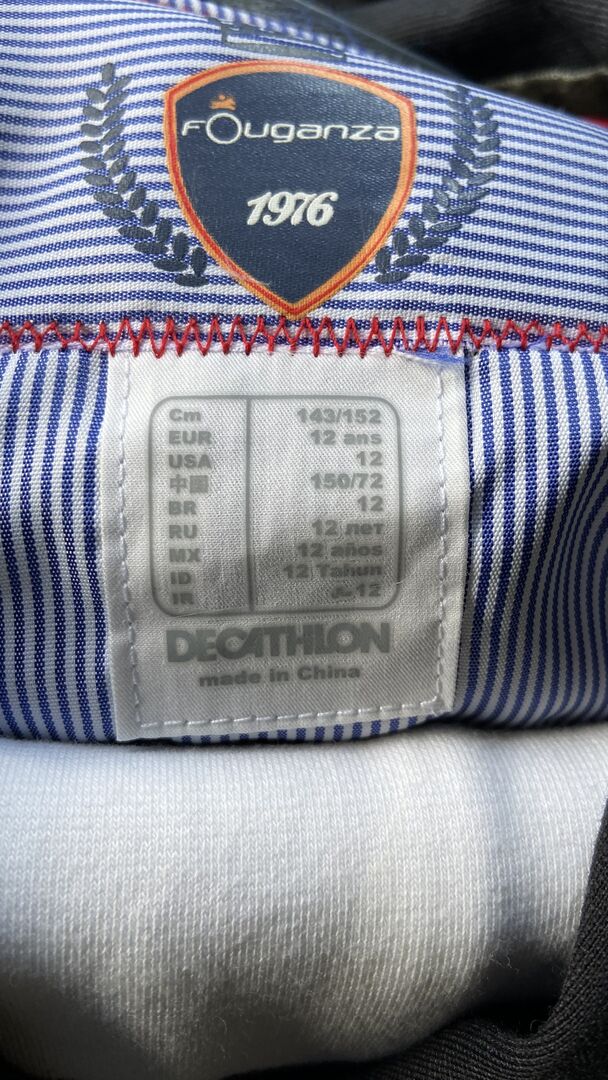 FOuganza
1976
Cm 143/152
EUR 12 ans
USA 12
中国 150/72
BR 12
RU 12 лет
MX 12 años
ID 12 Tahun
IR 12
DECATHLON
made in China